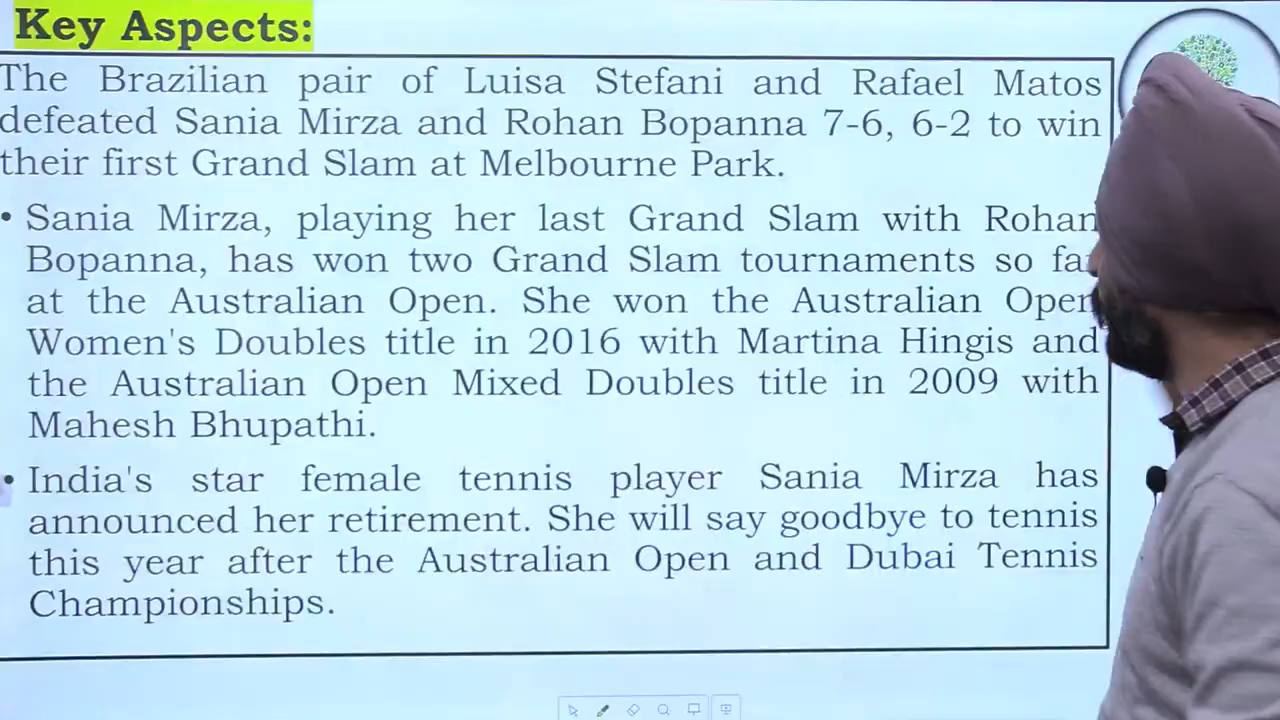 Key Aspects:
The Brazilian pair of Luisa Stefani and Rafael Matos
defeated Sania Mirza and Rohan Bopanna 7-6, 6-2 to win
their first Grand Slam at Melbourne Park.
• Sania Mirza, playing her last Grand Slam with Rohan
Bopanna, has won two Grand Slam tournaments so far
at the Australian Open. She won the Australian Open
Women's Doubles title in 2016 with Martina Hingis and
the Australian Open Mixed Doubles title in 2009 with
Mahesh Bhupathi.
• India's star female tennis player Sania Mirza has
announced her retirement. She will say goodbye to tennis
this year after the Australian Open and Dubai Tennis
Championships.